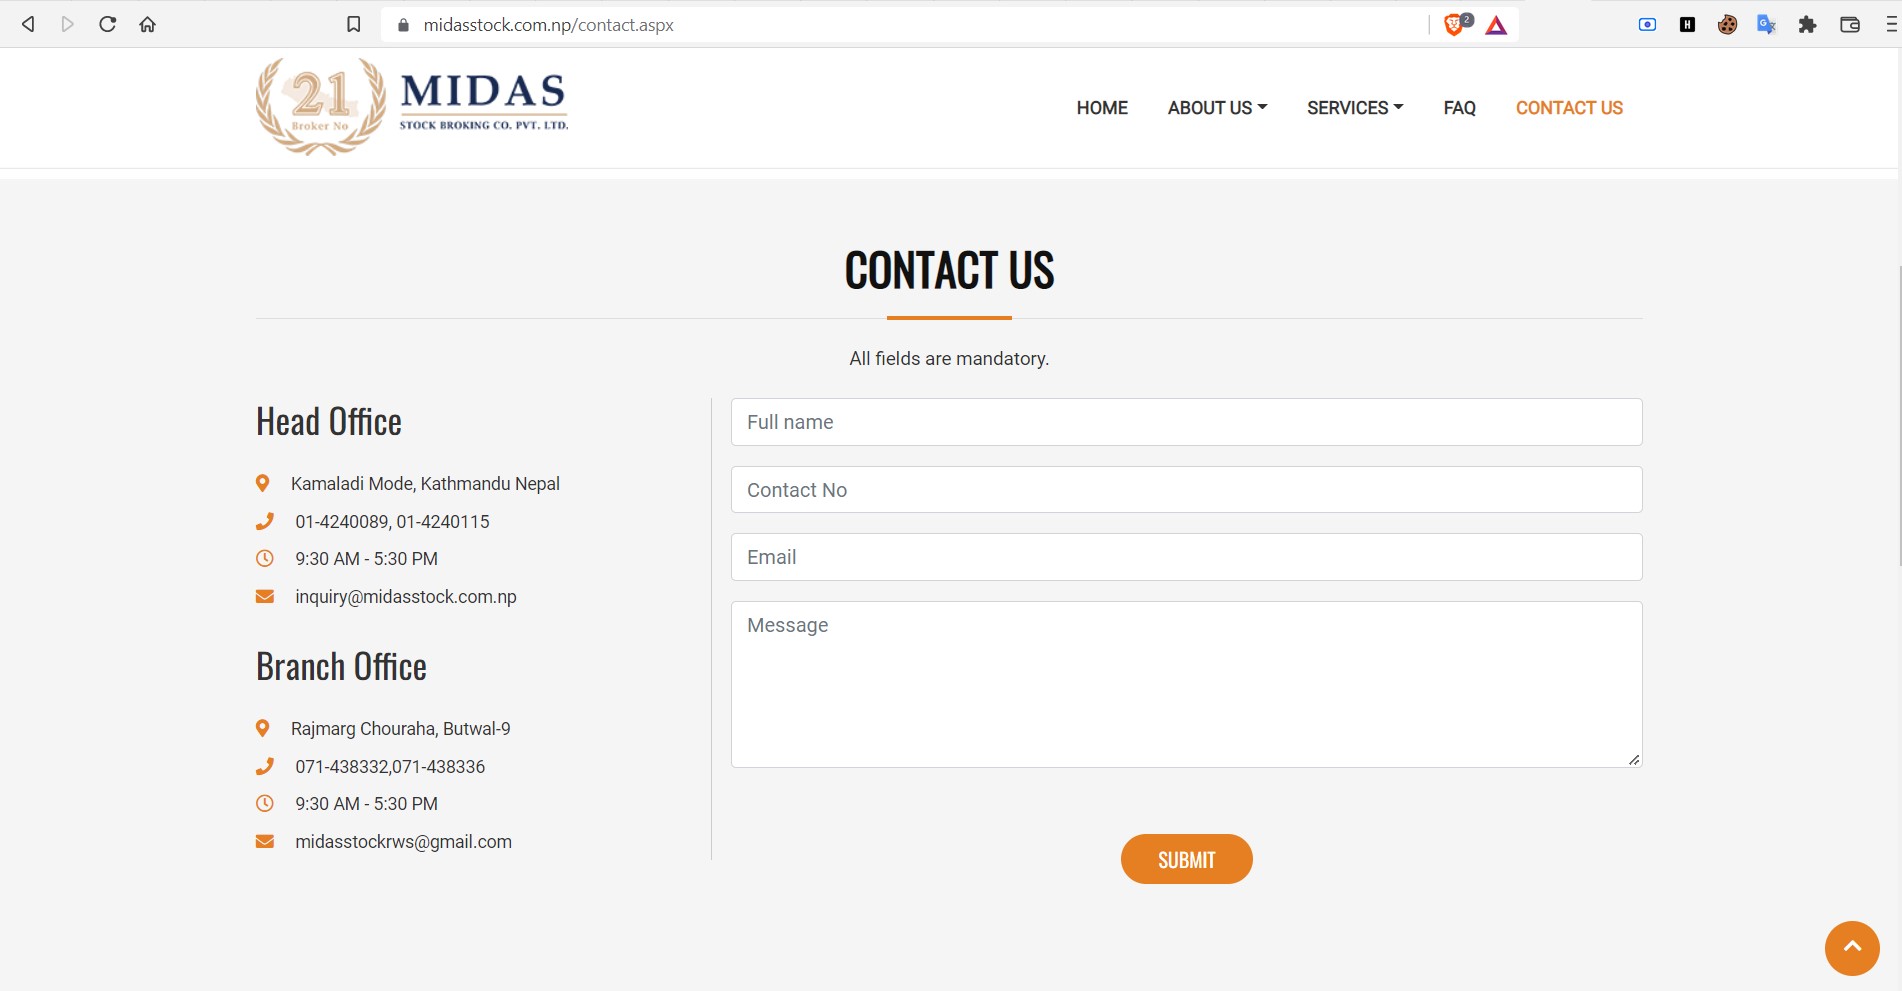 midasstock.com.np/contact.aspx
2
H
G
21
Broker No
MIDAS
STOCK BROKING CO. PVT. LTD.
HOME
ABOUT US
SERVICES
FAQ
CONTACT US
CONTACT US
All fields are mandatory.
Head Office
Kamaladi Mode, Kathmandu Nepal
01-4240089, 01-4240115
9:30 AM - 5:30 PM
inquiry@midasstock.com.np
Branch Office
Rajmarg Chouraha, Butwal-9
071-438332,071-438336
9:30 AM - 5:30 PM
midasstockrws@gmail.com
Full name
Contact No
Email
Message
SUBMIT